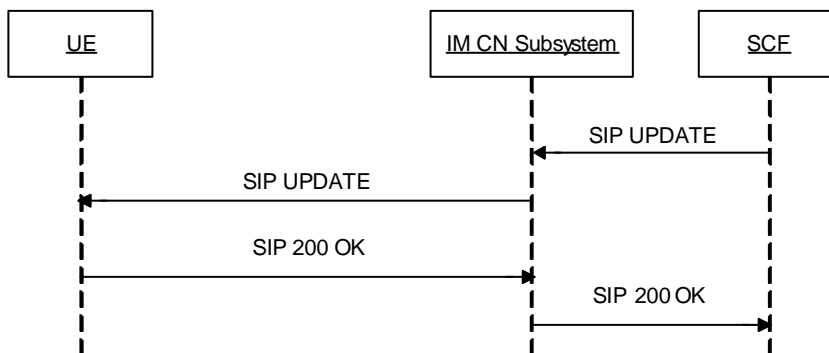 UE
IM CN Subsystem
SCF
SIP UPDATE
SIP UPDATE
SIP 200 OK
SIP 200 OK